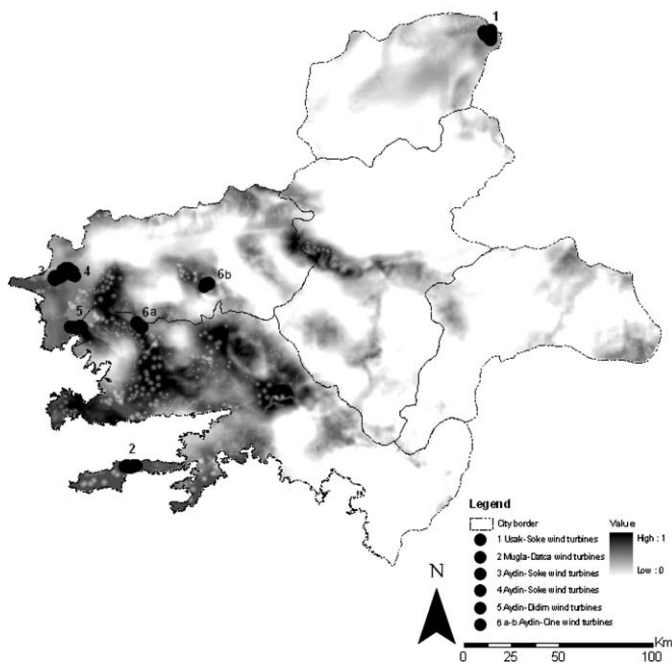 1
3
4
6b
5
6a
2
N
Legend
City border
1 Usak-Soke wind turbines
2 Mugla-Datca wind turbines
3 Aydin-Soke wind turbines
4 Aydin-Soke wind turbines
5 Aydin-Didim wind turbines
6 a-b Aydin-Cine wind turbines
Value
High : 1
Low : 0
0 25 50 100 Km